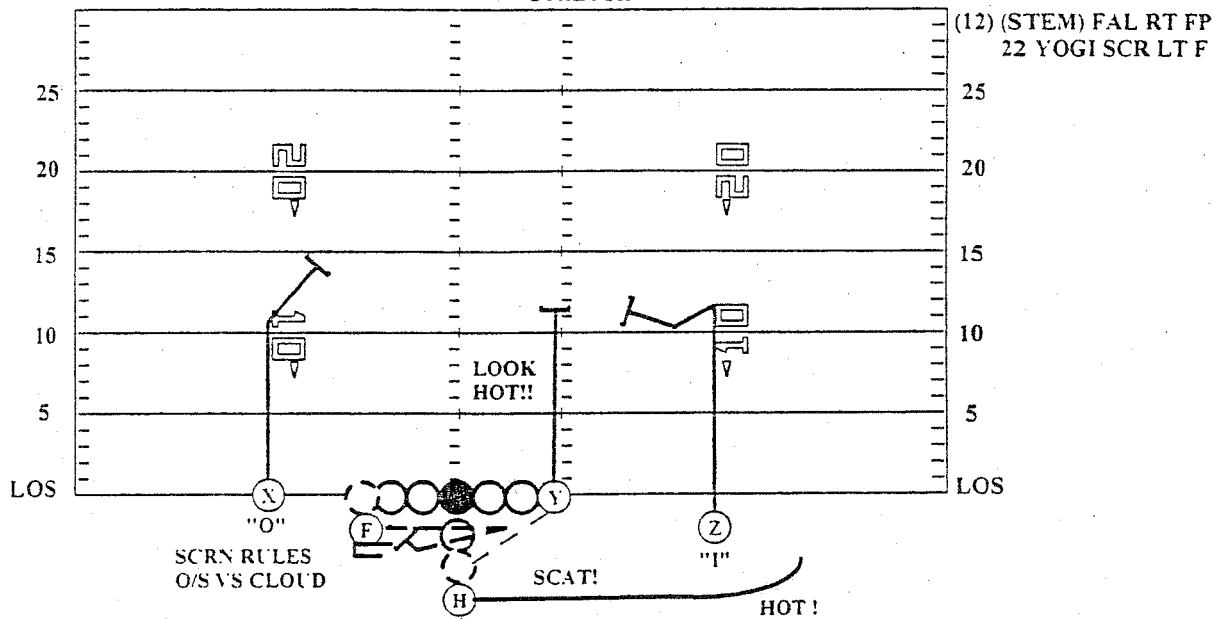 (12) (STEM) FAL RT FP
22 YOGI SCR LT F
25 25
20 20
15 15
10 10
LOOK
HOT!!
5 5
LOS LOS
X Y
"O" F Z
"I"
SCRN RULES
O/S VS CLOUD
SCAT!
H
HOT !